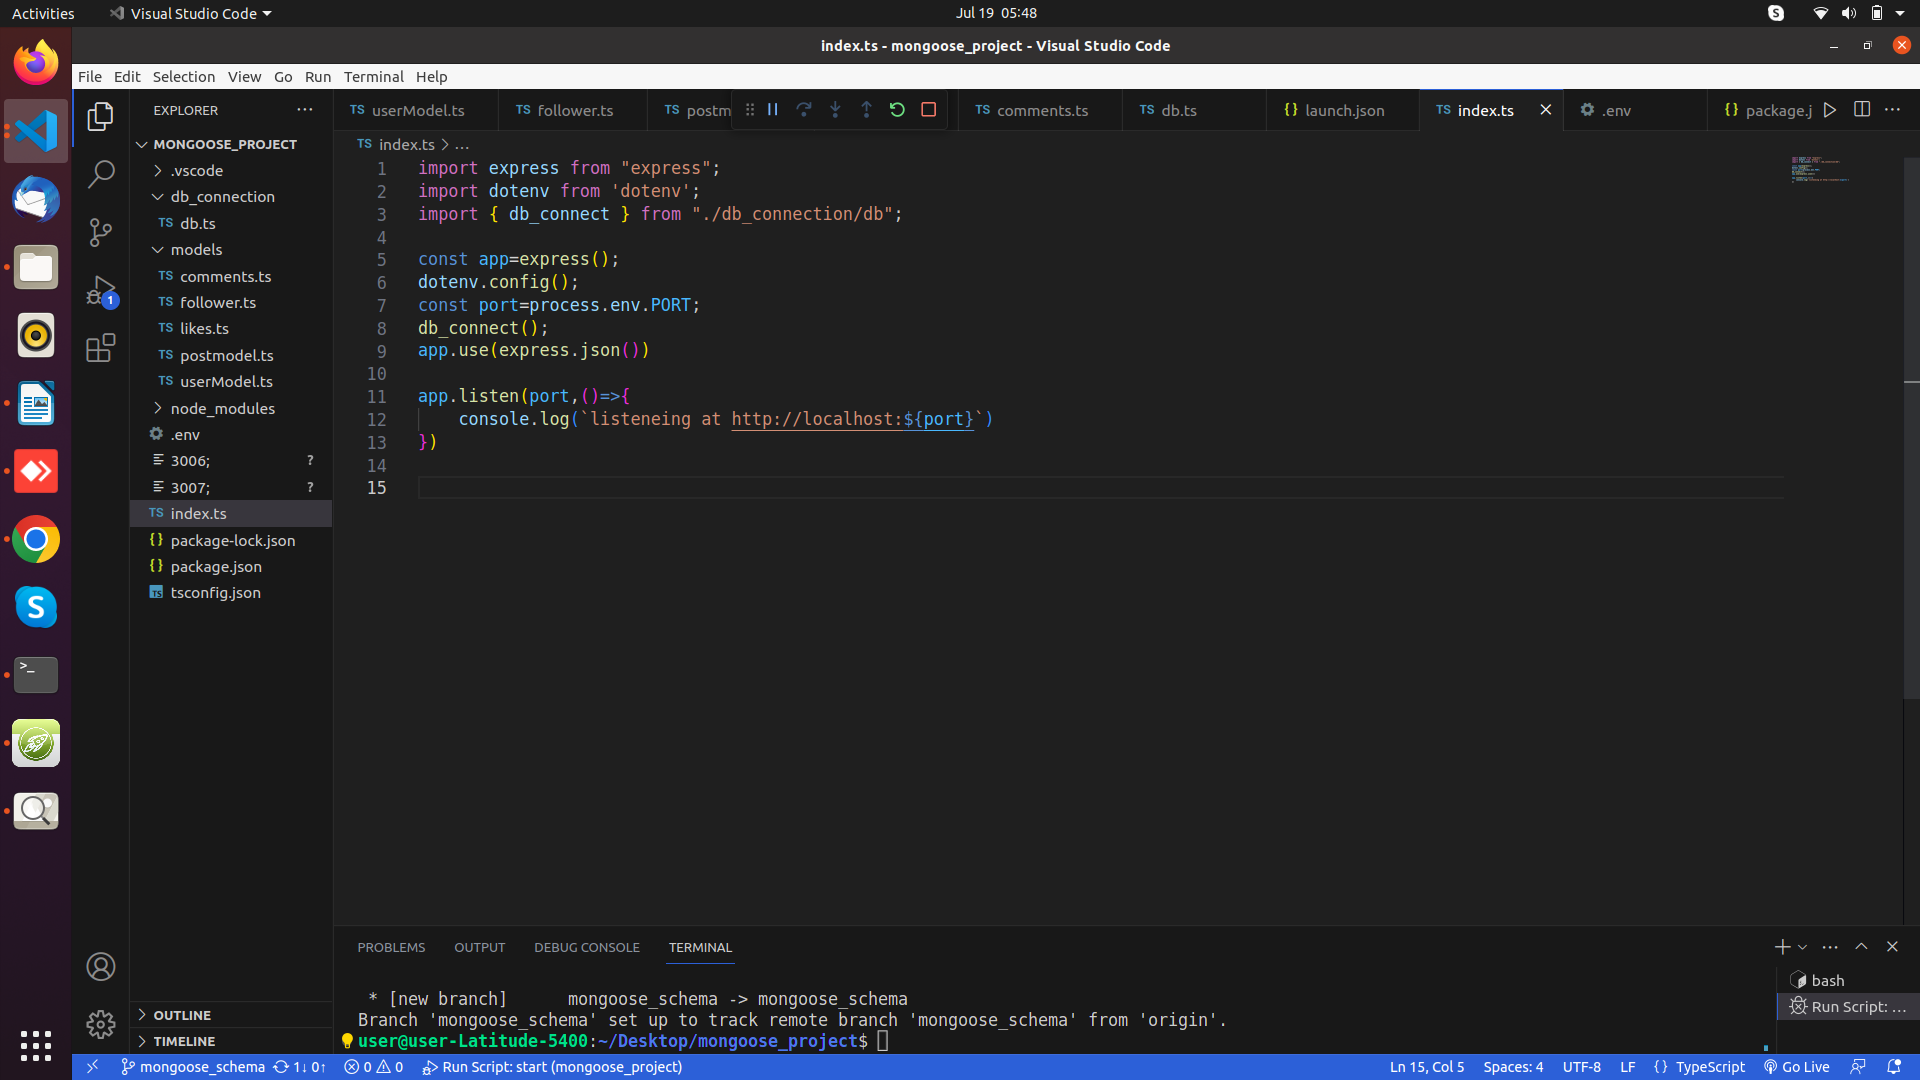 Activities
Visual Studio Code
Jul 19 05:48
index.ts - mongoose_project - Visual Studio Code
File Edit Selection View Go Run Terminal Help
EXPLORER
TS userModel.ts
TS follower.ts
TS postm
TS comments.ts
TS db.ts
{} launch.json
TS index.ts
.env
{} package.j
TS index.ts > ...
MONGOOSE_PROJECT
.vscode
db_connection
TS db.ts
models
TS comments.ts
TS follower.ts
TS likes.ts
TS postmodel.ts
TS userModel.ts
node_modules
.env
3006; ?
3007; ?
TS index.ts
{} package-lock.json
{} package.json
TS tsconfig.json
OUTLINE
TIMELINE
1
1 import express from "express";
2 import dotenv from 'dotenv';
3 import { db_connect } from "./db_connection/db";
4
5 const app=express();
6 dotenv.config();
7 const port=process.env.PORT;
8 db_connect();
9 app.use(express.json())
10
11 app.listen(port,()=>{
12     console.log(`listeneing at http://localhost:${port}`)
13 })
14
15
PROBLEMS OUTPUT DEBUG CONSOLE TERMINAL
* [new branch]      mongoose_schema -> mongoose_schema
Branch 'mongoose_schema' set up to track remote branch 'mongoose_schema' from 'origin'.
user@user-Latitude-5400:~/Desktop/mongoose_project$
bash
Run Script: ...
mongoose_schema 1↓ 0↑ 0 0 Run Script: start (mongoose_project)
Ln 15, Col 5 Spaces: 4 UTF-8 LF {} TypeScript Go Live